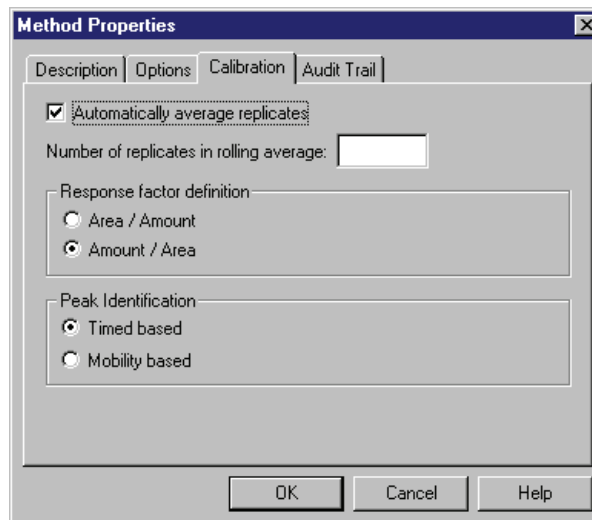 Method Properties
Description Options Calibration Audit Trail
Automatically average replicates
Number of replicates in rolling average:
Response factor definition
Area / Amount
Amount / Area
Peak Identification
Timed based
Mobility based
OK Cancel Help